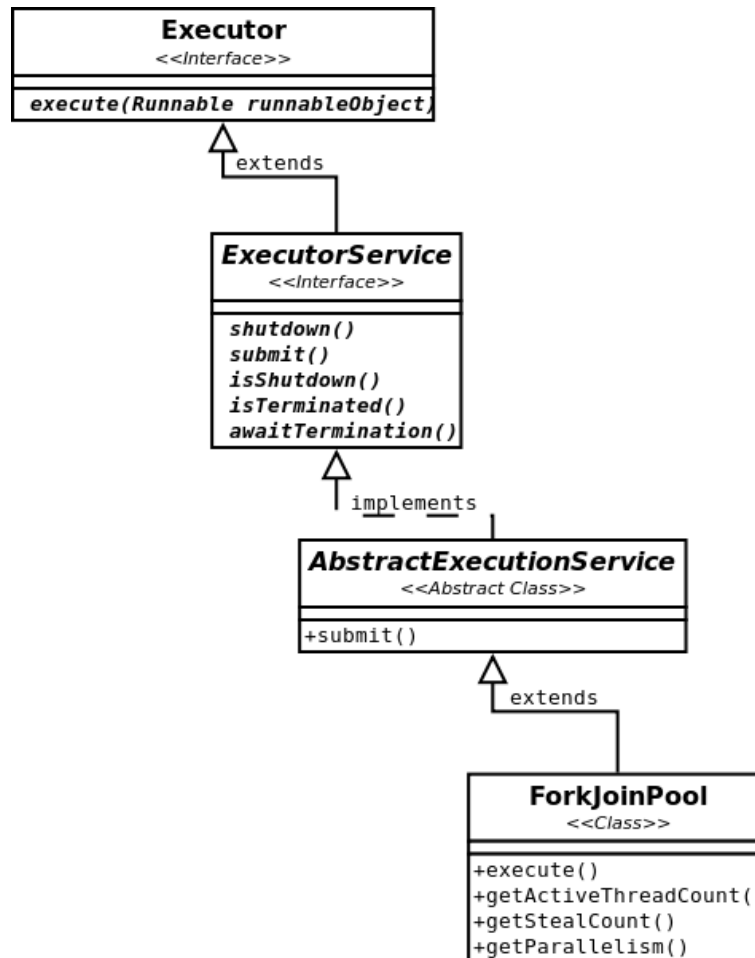 Executor
<<Interface>>
execute(Runnable runnableObject)
extends
ExecutorService
<<Interface>>
shutdown()
submit()
isShutdown()
isTerminated()
awaitTermination()
implements
AbstractExecutionService
<<Abstract Class>>
+submit()
extends
ForkJoinPool
<<Class>>
+execute()
+getActiveThreadCount(
+getStealCount()
+getParallelism()